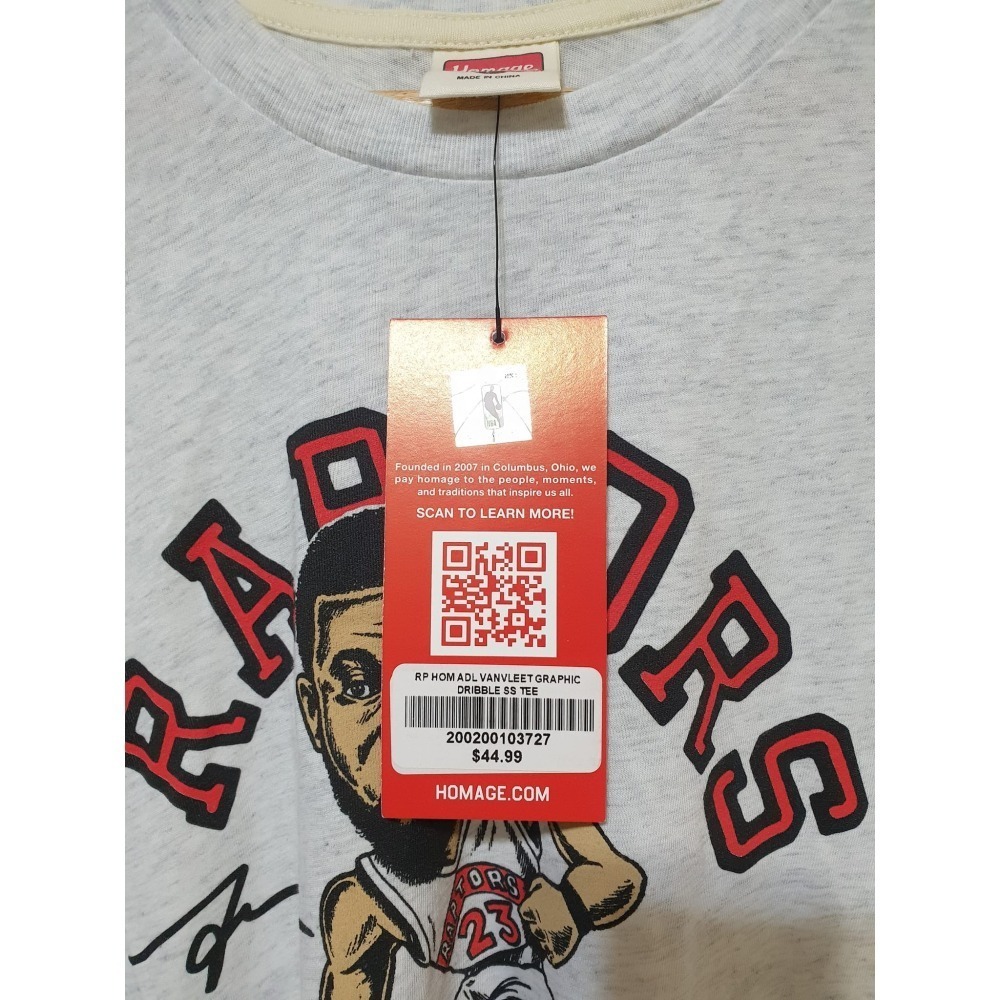 Homage
MADE IN CHINA
Founded in 2007 in Columbus, Ohio, we
pay homage to the people, moments,
and traditions that inspire us all.
SCAN TO LEARN MORE!
RP HOM ADL VANVLEET GRAPHIC
DRIBBLE SS TEE
200200103727
$44.99
HOMAGE.COM
RAPTORS
RAPTORS
23